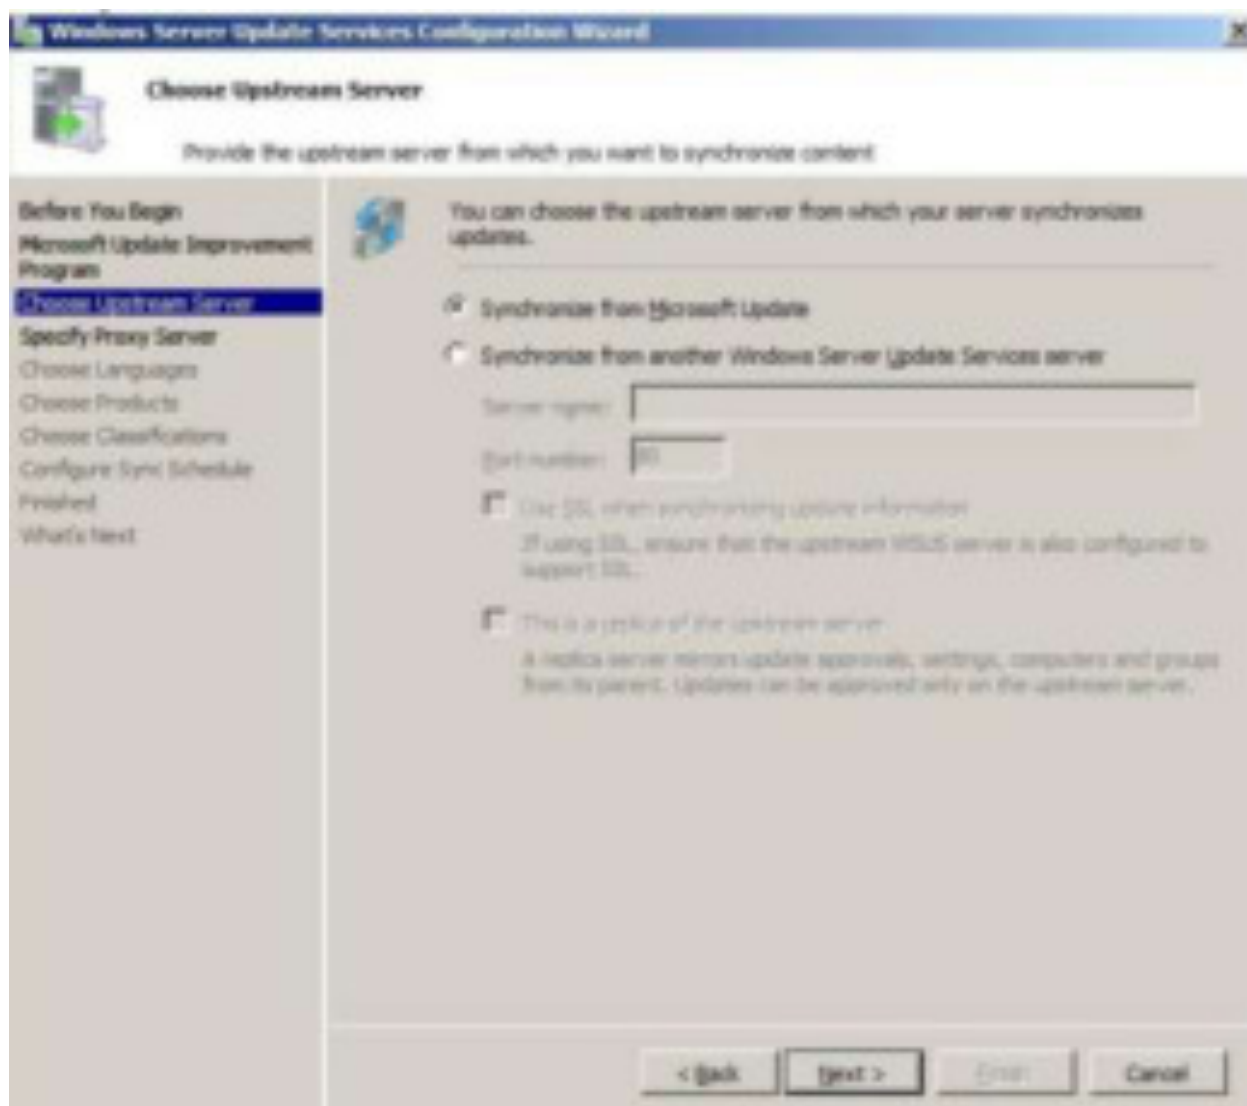 Windows Server Update Services Configuration Wizard
Choose Upstream Server
Provide the upstream server from which you want to synchronize content
Before You Begin
Microsoft Update Improvement
Program
Choose Upstream Server
Specify Proxy Server
Choose Languages
Choose Products
Choose Classifications
Configure Sync Schedule
Finished
What's Next
You can choose the upstream server from which your server synchronizes
updates.
Synchronize from Microsoft Update
Synchronize from another Windows Server Update Services server
Server name:
Port number:
80
Use SSL when synchronizing update information
If using SSL, ensure that the upstream WSUS server is also configured to
support SSL.
This is a replica of the upstream server
A replica server mirrors update approvals, settings, computers and groups
from its parent. Updates can be approved only on the upstream server.
< Back
Next >
Finish
Cancel